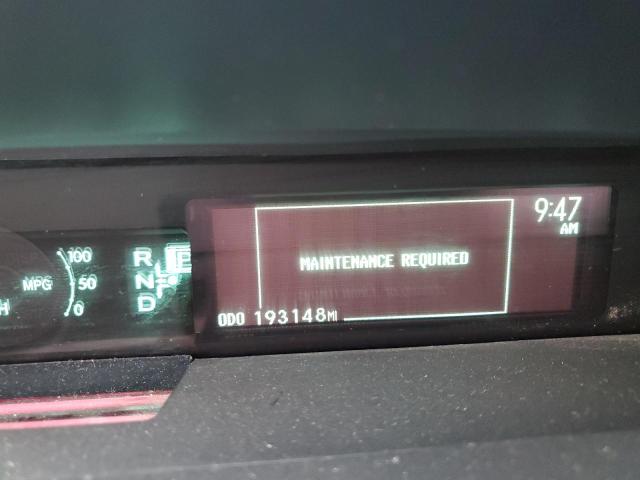 9:47
AM
100
R
P
MPG
50
N
MAINTENANCE REQUIRED
H
0
D
ODO 193148MI